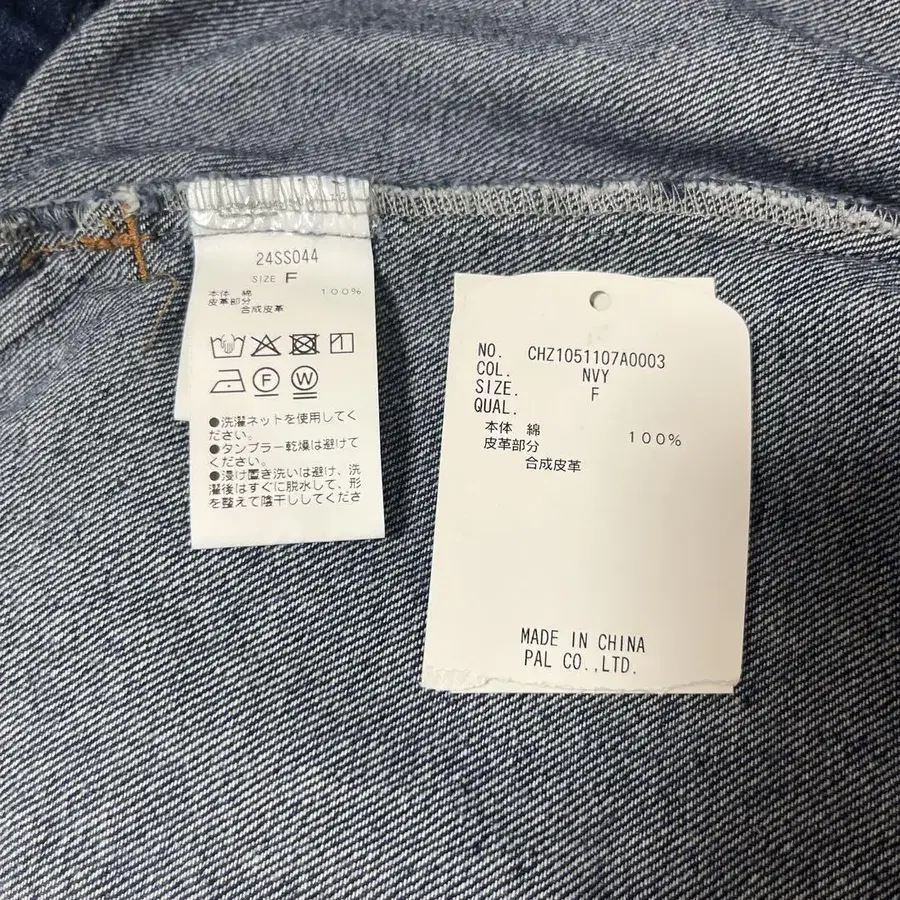 24SS044
SIZE F
本体 綿 100%
皮革部分
合成皮革
F W
●洗濯ネットを使用してく
ださい。
●タンブラー乾燥は避けて
ください。
●浸け置き洗いは避け、洗
濯後はすぐに脱水して、形
を整えて陰干ししてくださ
NO. CHZ1051107A0003
COL. NVY
SIZE. F
QUAL.
本体 綿 100%
皮革部分
合成皮革
MADE IN CHINA
PAL CO.,LTD.